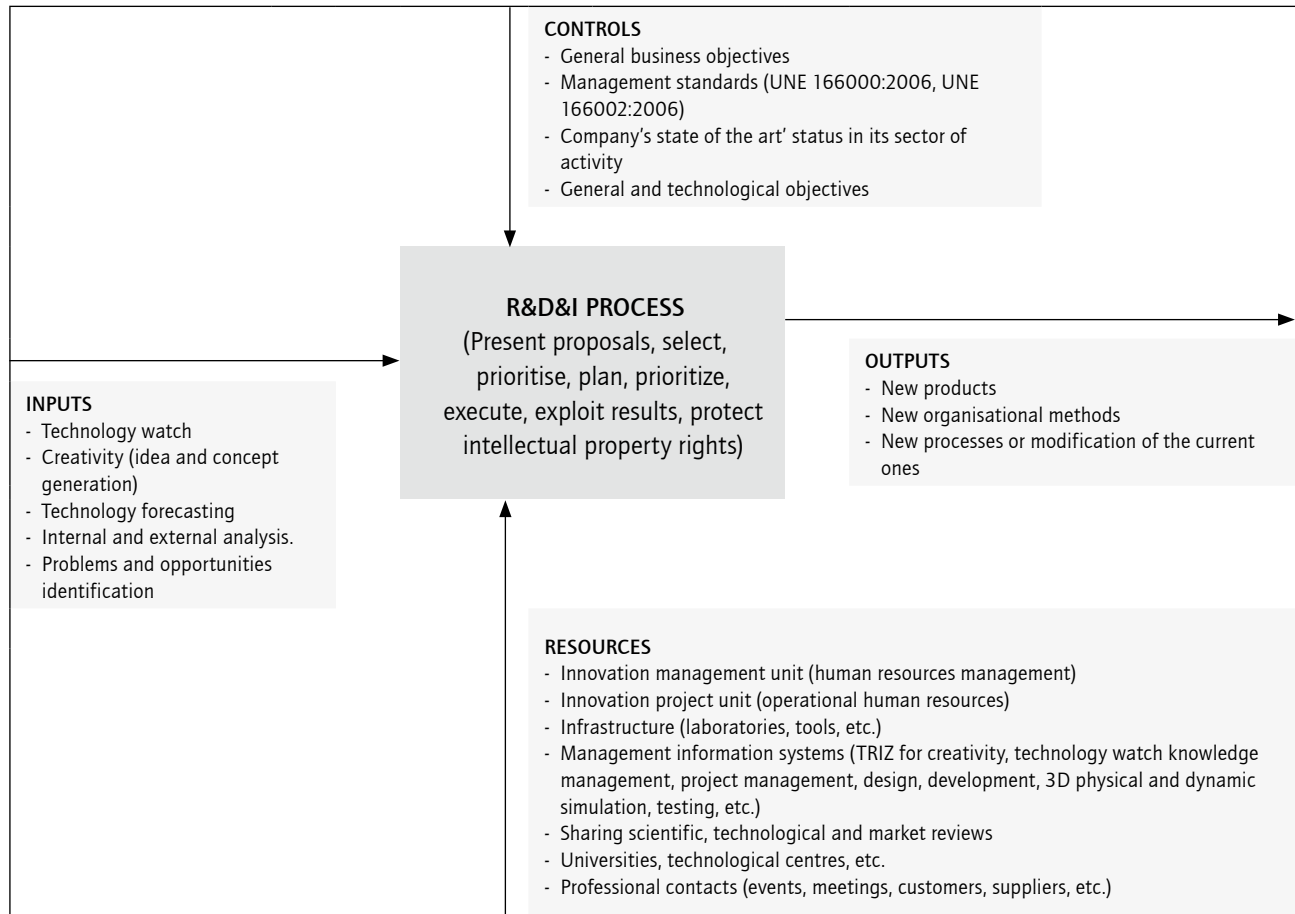 CONTROLS
- General business objectives
- Management standards (UNE 166000:2006, UNE
166002:2006)
- Company's state of the art' status in its sector of
activity
- General and technological objectives
R&D&I PROCESS
(Present proposals, select,
prioritise, plan, prioritize,
execute, exploit results, protect
intellectual property rights)
INPUTS
- Technology watch
- Creativity (idea and concept
generation)
- Technology forecasting
- Internal and external analysis.
- Problems and opportunities
identification
OUTPUTS
- New products
- New organisational methods
- New processes or modification of the current
ones
RESOURCES
- Innovation management unit (human resources management)
- Innovation project unit (operational human resources)
- Infrastructure (laboratories, tools, etc.)
- Management information systems (TRIZ for creativity, technology watch knowledge
management, project management, design, development, 3D physical and dynamic
simulation, testing, etc.)
- Sharing scientific, technological and market reviews
- Universities, technological centres, etc.
- Professional contacts (events, meetings, customers, suppliers, etc.)